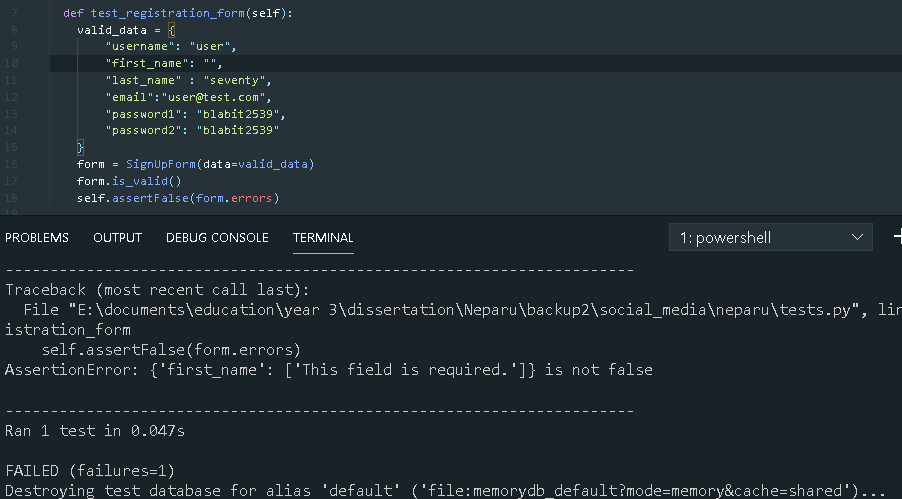 7 def test_registration_form(self):
8 valid_data = {
9 "username": "user",
10 "first_name": "",
11 "last_name" : "seventy",
12 "email":"user@test.com",
13 "password1": "blabit2539",
14 "password2": "blabit2539"
15 }
16 form = SignUpForm(data=valid_data)
17 form.is_valid()
18 self.assertFalse(form.errors)
19
PROBLEMS OUTPUT DEBUG CONSOLE TERMINAL 1: powershell +
----------------------------------------------------------------------
Traceback (most recent call last):
File "E:\documents\education\year 3\dissertation\Neparu\backup2\social_media\neparu\tests.py", lin
istration_form
self.assertFalse(form.errors)
AssertionError: {'first_name': ['This field is required.']} is not false
----------------------------------------------------------------------
Ran 1 test in 0.047s
FAILED (failures=1)
Destroying test database for alias 'default' ('file:memorydb_default?mode=memory&cache=shared')...